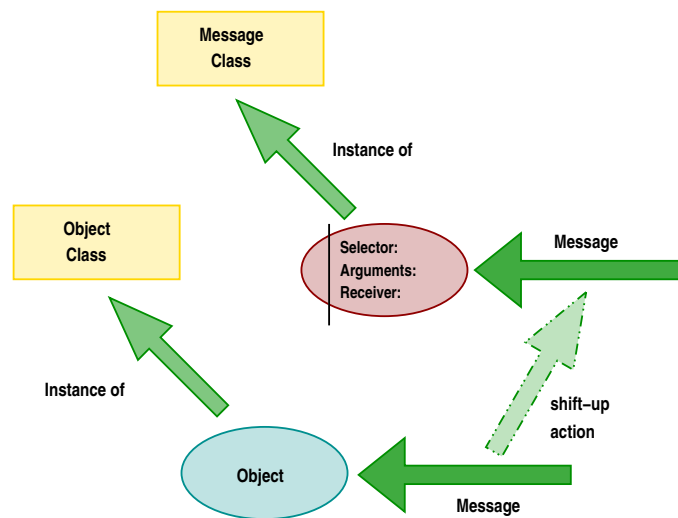 Message
Class
Instance of
Object
Class
Selector:
Arguments:
Receiver:
Message
Instance of
shift−up
action
Object
Message